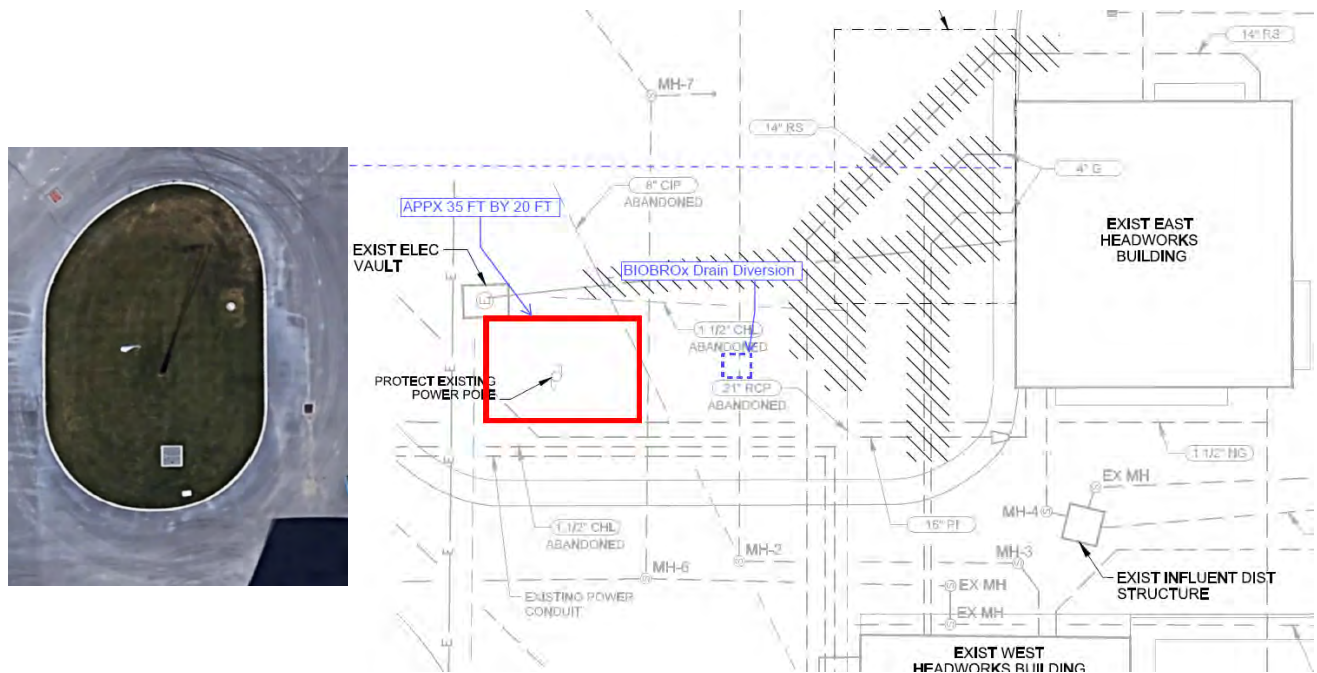 14" RS
MH-7
14" RS
4" G
8" CIP
ABANDONED
APPX 35 FT BY 20 FT
EXIST EAST
HEADWORKS
BUILDING
EXIST ELEC
VAULT
E
BIOBROx Drain Diversion
E
1 1/2" CHL
ABANDONED
PROTECT EXISTING
POWER POLE
21" RCP
ABANDONED
1 1/2" NG
EX MH
MH-4
16" PI
1 1/2" CHL
ABANDONED
MH-2
MH-3
MH-6
EXIST INFLUENT DIST
STRUCTURE
EX MH
EXISTING POWER
CONDUIT
EX MH
EXIST WEST
HEADWORKS BUILDING